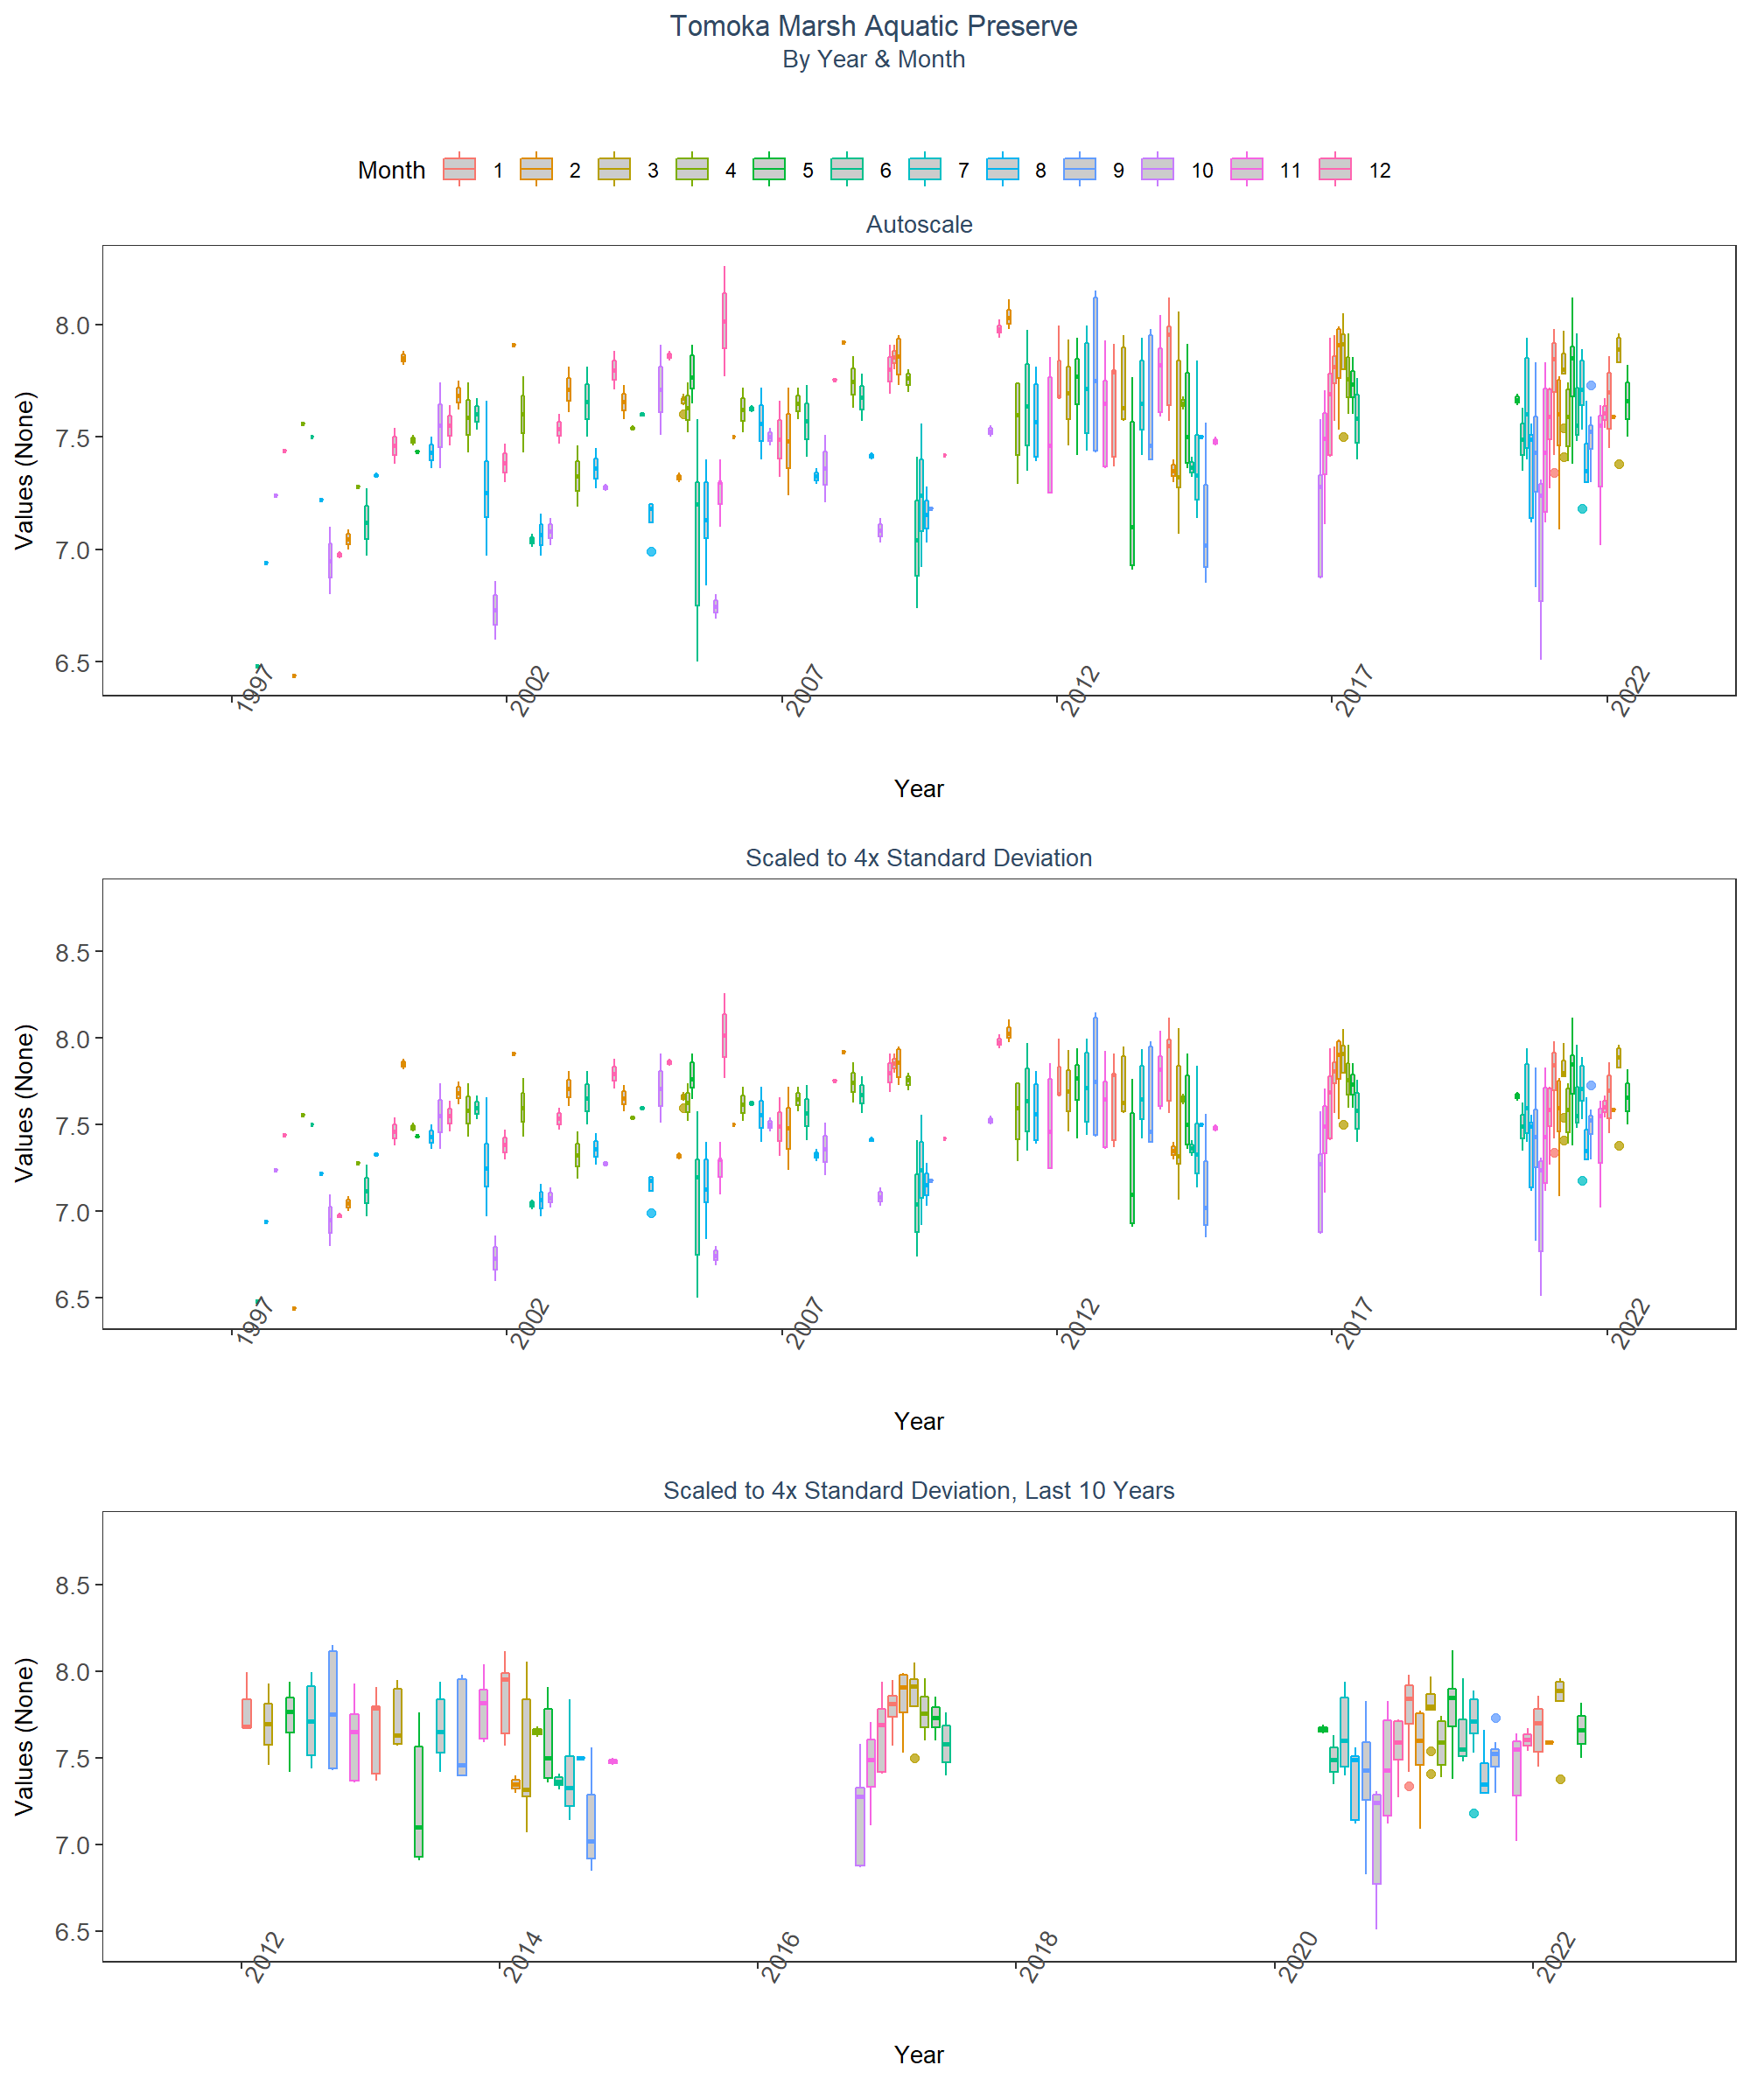 Tomoka Marsh Aquatic Preserve
By Year & Month
Month 1 2 3 4 5 6 7 8 9 10 11 12
Autoscale
Values (None)
8.0
7.5
7.0
6.5
1997 2002 2007 2012 2017 2022
Year
Scaled to 4x Standard Deviation
Values (None)
8.5
8.0
7.5
7.0
6.5
1997 2002 2007 2012 2017 2022
Year
Scaled to 4x Standard Deviation, Last 10 Years
Values (None)
8.5
8.0
7.5
7.0
6.5
2012 2014 2016 2018 2020 2022
Year